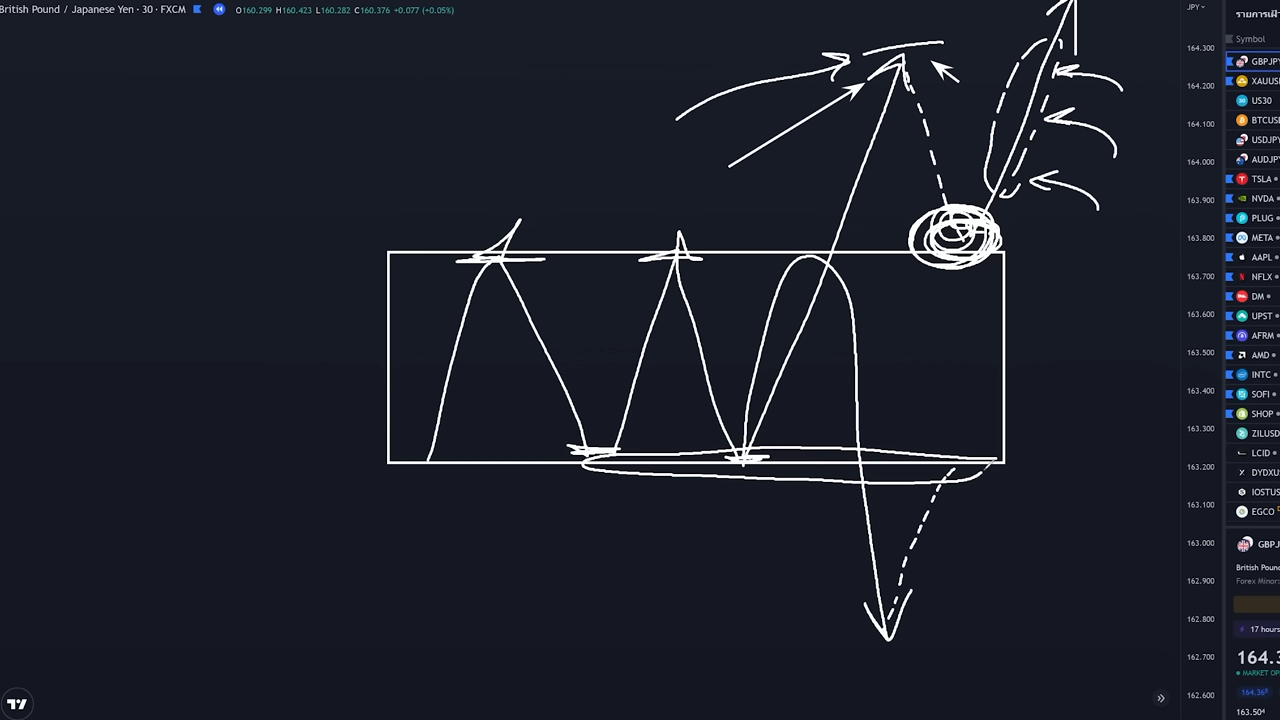 British Pound / Japanese Yen · 30 · FXCM O160.299 H160.423 L160.282 C160.376 +0.077 (+0.05%)
JPY
164.300
164.200
164.100
164.000
163.900
163.800
163.700
163.600
163.500
163.400
163.300
163.200
163.100
163.000
162.900
162.800
162.700
162.600
Symbol
GBPJPY
XAUUS
US30
BTCUSD
USDJPY
AUDJPY
TSLA
NVDA
PLUG
META
AAPL
NFLX
DM
UPST
AFRM
AMD
INTC
SOFI
SHOP
ZILUSD
LCID
DYDXU
IOSTUS
EGCO
GBPJ
British Pound
Forex Minor
17 hours
164.3
MARKET OP
164.36⁸
163.50⁴